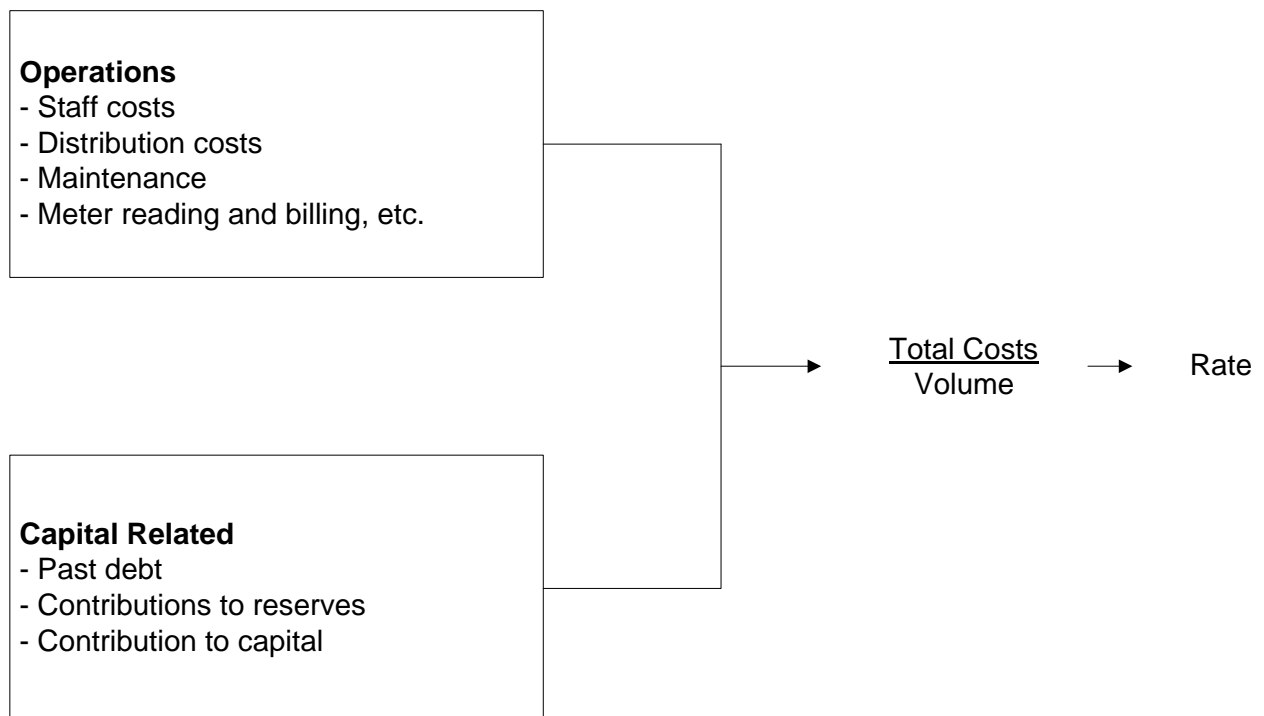 Operations
- Staff costs
- Distribution costs
- Maintenance
- Meter reading and billing, etc.
Total Costs
Volume
Rate
Capital Related
- Past debt
- Contributions to reserves
- Contribution to capital